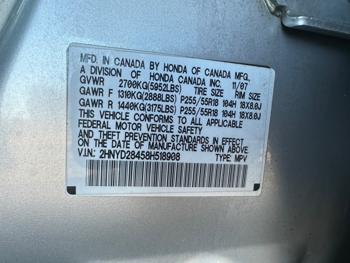 MFD. IN CANADA BY HONDA OF CANADA MFG.
A DIVISION OF HONDA CANADA INC. 11/07
GVWR 2700KG(5952LBS) TIRE SIZE RIM SIZE
GAWR F 1310KG(2888LBS) P255/55R18 104H 18X8.0J
GAWR R 1440KG(3175LBS) P255/55R18 104H 18X8.0J
THIS VEHICLE CONFORMS TO ALL APPLICABLE
FEDERAL MOTOR VEHICLE SAFETY
AND THEFT PREVENTION STANDARDS IN EFFECT
ON THE DATE OF MANUFACTURE SHOWN ABOVE.
V.I.N.: 2HNYD28458H518908 TYPE MPV